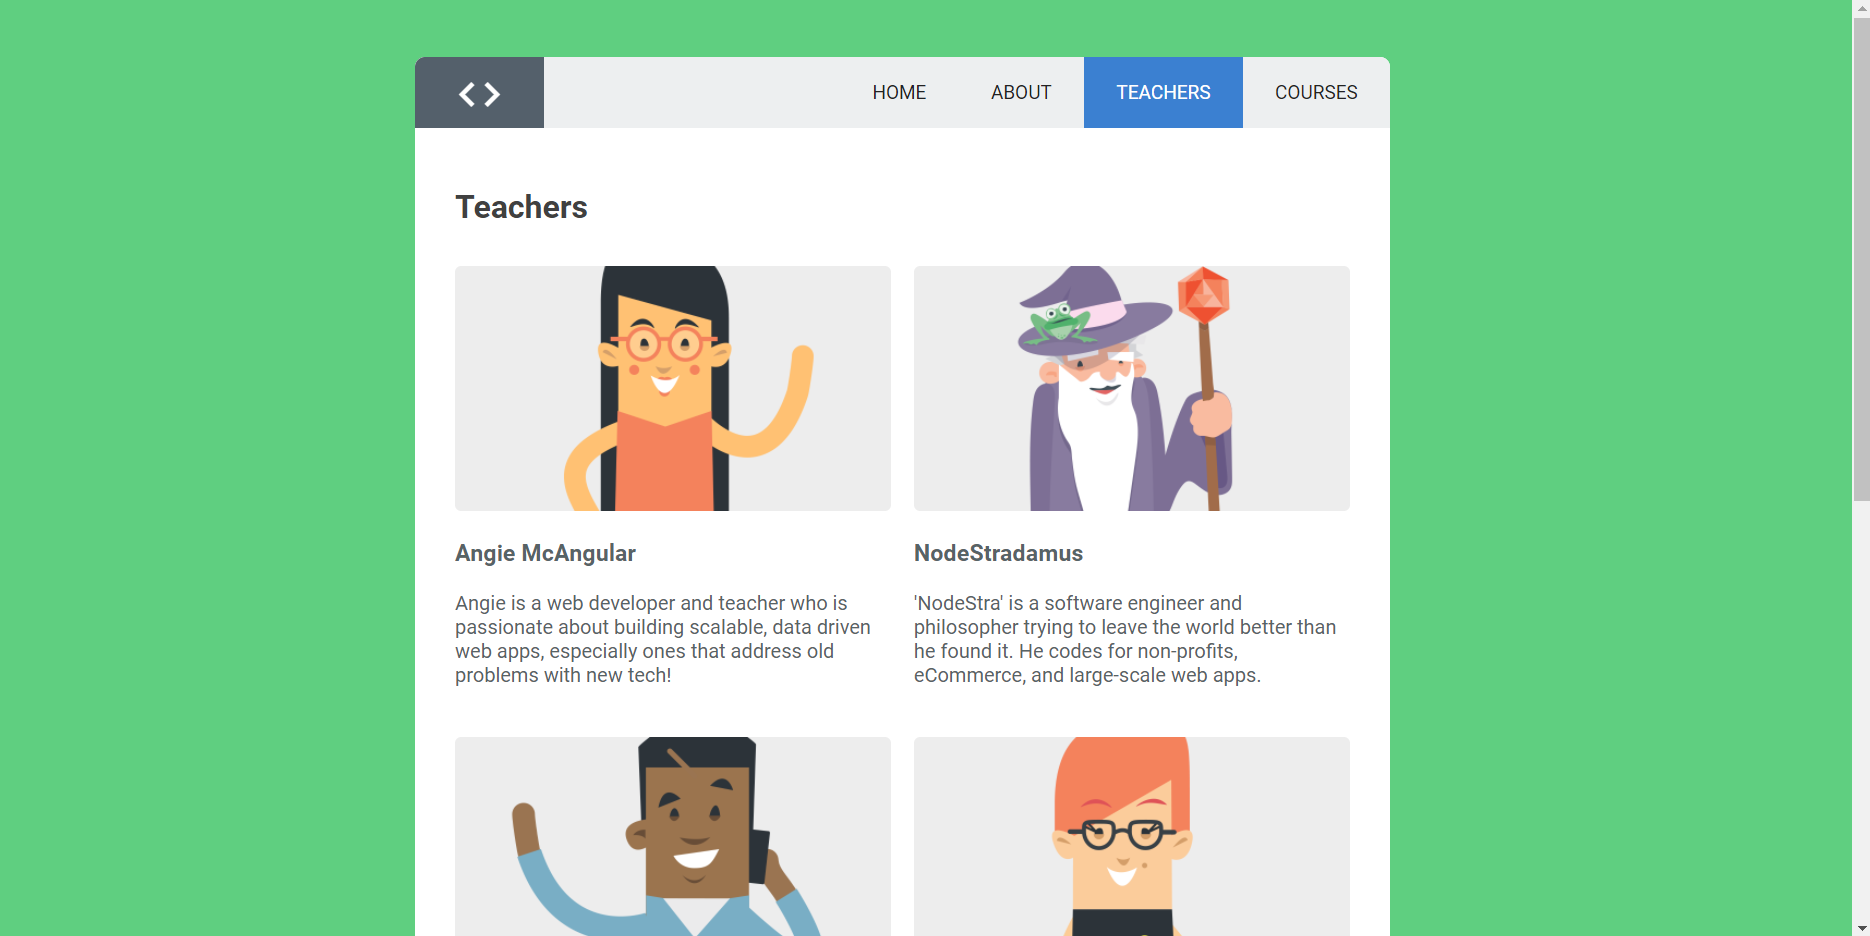 HOME
ABOUT
TEACHERS
COURSES
Teachers
Angie McAngular
Angie is a web developer and teacher who is
passionate about building scalable, data driven
web apps, especially ones that address old
problems with new tech!
NodeStradamus
'NodeStra' is a software engineer and
philosopher trying to leave the world better than
he found it. He codes for non-profits,
eCommerce, and large-scale web apps.